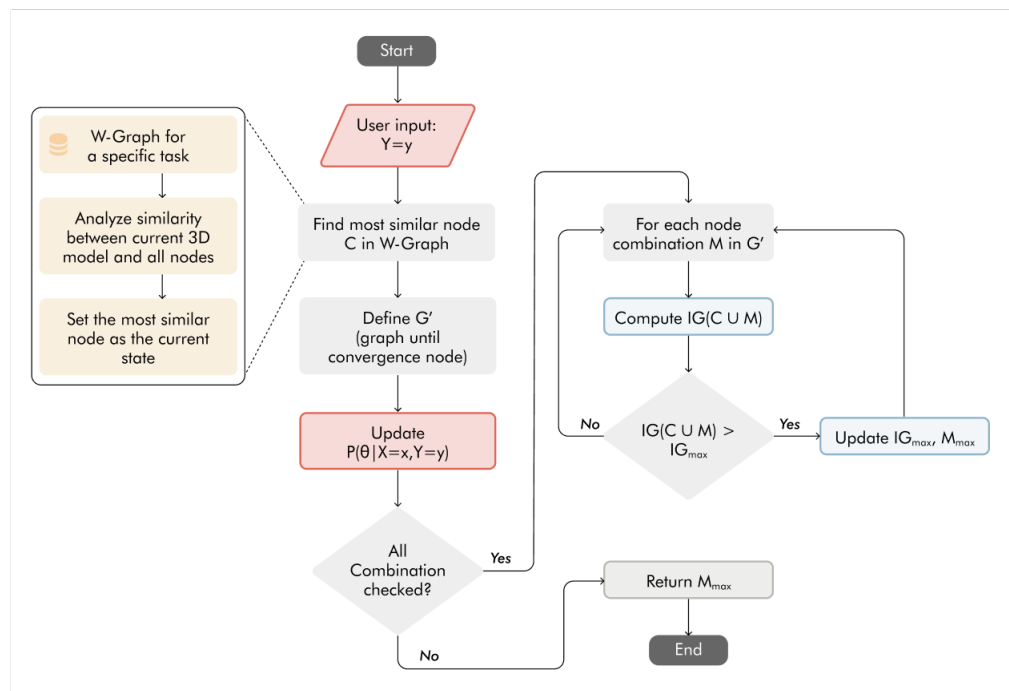 Start
User input:
Y=y
W-Graph for
a specific task
Analyze similarity
between current 3D
model and all nodes
Set the most similar
node as the current
state
Find most similar node
C in W-Graph
Define G'
(graph until
convergence node)
Update
P(θ|X=x,Y=y)
All
Combination
checked?
Yes
No
For each node
combination M in G'
Compute IG(C ∪ M)
IG(C ∪ M) >
IGmax
No
Yes
Update IGmax, Mmax
Return Mmax
End